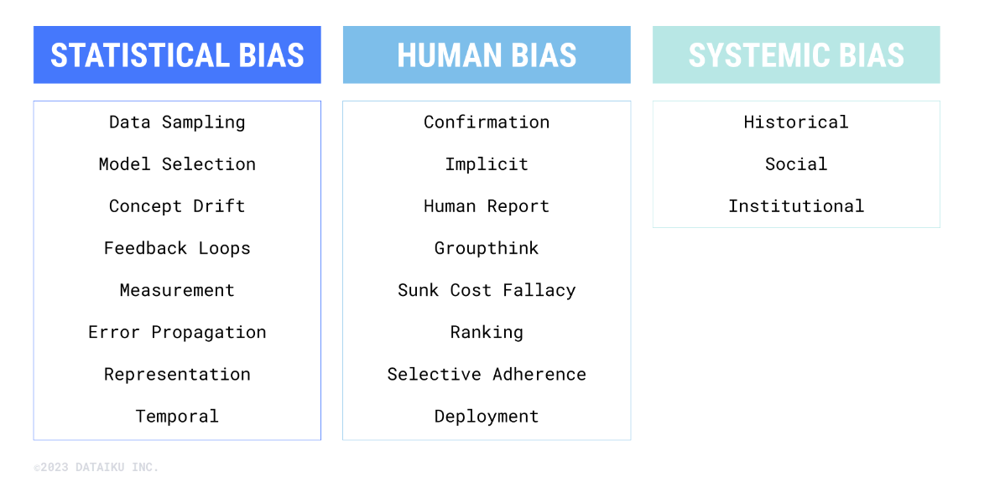 STATISTICAL BIAS
Data Sampling
Model Selection
Concept Drift
Feedback Loops
Measurement
Error Propagation
Representation
Temporal
HUMAN BIAS
Confirmation
Implicit
Human Report
Groupthink
Sunk Cost Fallacy
Ranking
Selective Adherence
Deployment
SYSTEMIC BIAS
Historical
Social
Institutional
©2023 DATAIKU INC.